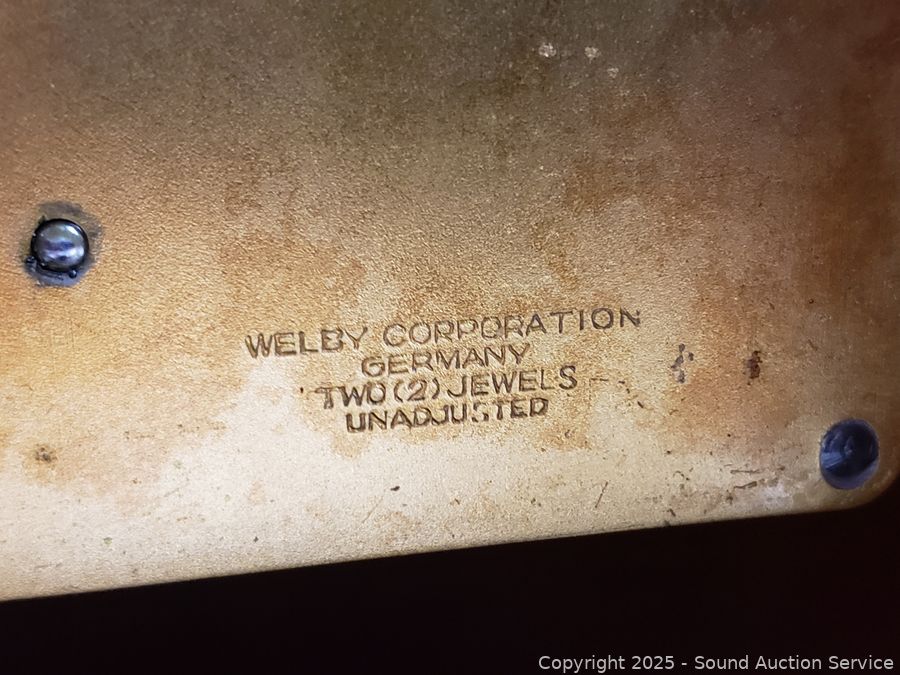 WELBY CORPORATION
GERMANY
TWO (2) JEWELS
UNADJUSTED
Copyright 2025 - Sound Auction Service